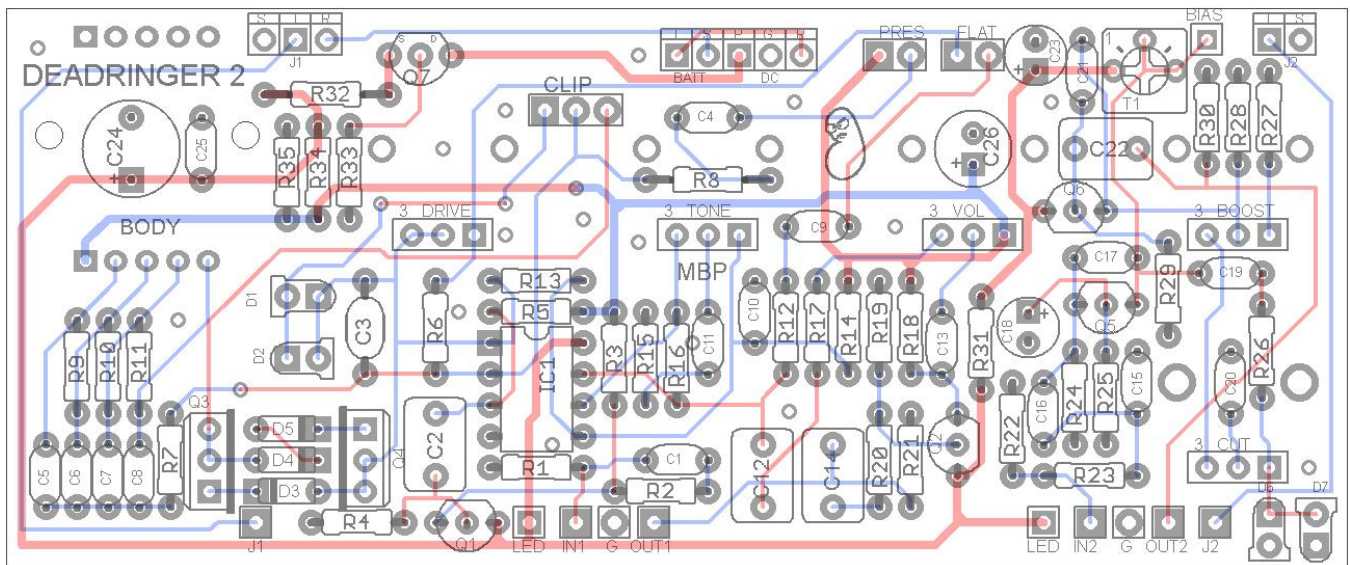 S I R
J1
S D
Q7
I S P G R
BATT DC
PRES
FLAT
C23
C21
1
T1
BIAS
I S
J2
DEADRINGER 2
R32
CLIP
C4
C24
C25
R35
R34
R33
R8
C26
C22
R30
R28
R27
Q6
BODY
3 DRIVE
3 TONE
3 VOL
3 BOOST
MBP
C9
C17
R29
C19
D1
D2
C3
R6
R13
R5
IC1
R3
R15
R16
C11
C10
R12
R17
R14
R19
R18
C13
R31
C18
Q5
R26
R9
R10
R11
Q3
D5
D4
D3
Q4
C2
C20
C15
R25
R24
C16
R22
Q2
C5
C6
C7
C8
R7
R1
C1
R2
C12
C14
R20
R21
R23
3 CUT
D6
D7
J1
R4
Q1
LED
IN1
G
OUT1
LED
IN2
G
OUT2
J2